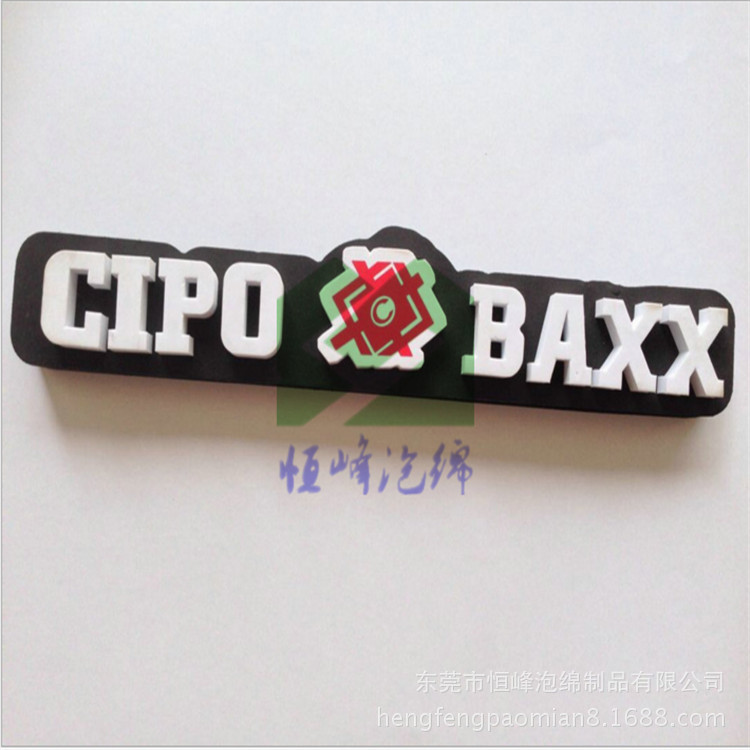 CIPO C BAXX
恒峰泡绵
东莞市恒峰泡绵制品有限公司
hengfengpaomian8.1688.com